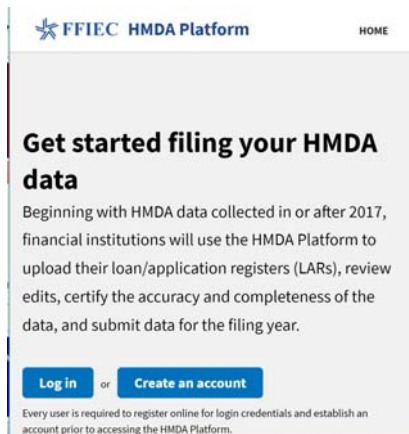 FFIEC HMDA Platform HOME
Get started filing your HMDA
data
Beginning with HMDA data collected in or after 2017,
financial institutions will use the HMDA Platform to
upload their loan/application registers (LARs), review
edits, certify the accuracy and completeness of the
data, and submit data for the filing year.
Log in or Create an account
Every user is required to register online for login credentials and establish an
account prior to accessing the HMDA Platform.